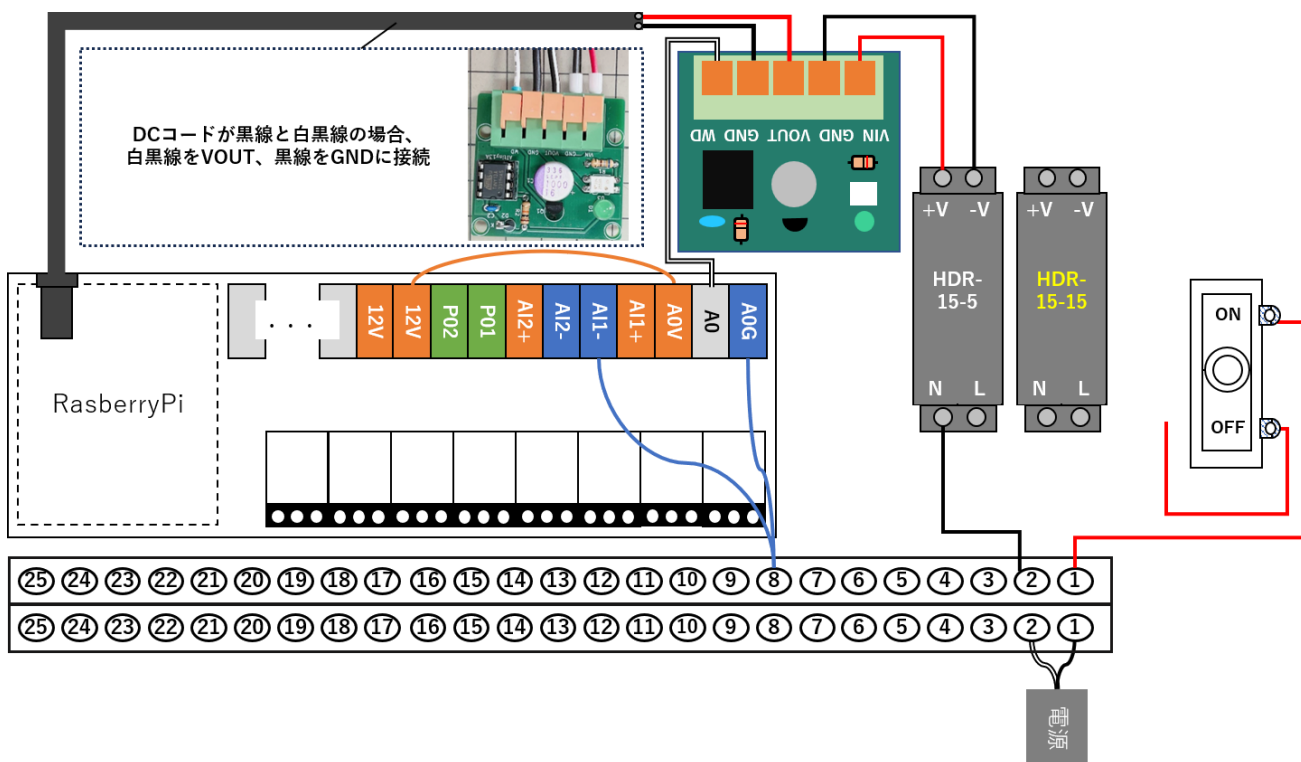 DCコードが黒線と白黒線の場合、
白黒線をVOUT、黒線をGNDに接続
WD GND VOUT GND VIN
+V -V
HDR-
15-5
N L
+V -V
HDR-
15-15
N L
ON
OFF
RasberryPi
· · ·
12V 12V P02 P01 AI2+ AI2- AI1- AI1+ A0V A0 A0G
25 24 23 22 21 20 19 18 17 16 15 14 13 12 11 10 9 8 7 6 5 4 3 2 1
25 24 23 22 21 20 19 18 17 16 15 14 13 12 11 10 9 8 7 6 5 4 3 2 1
電源